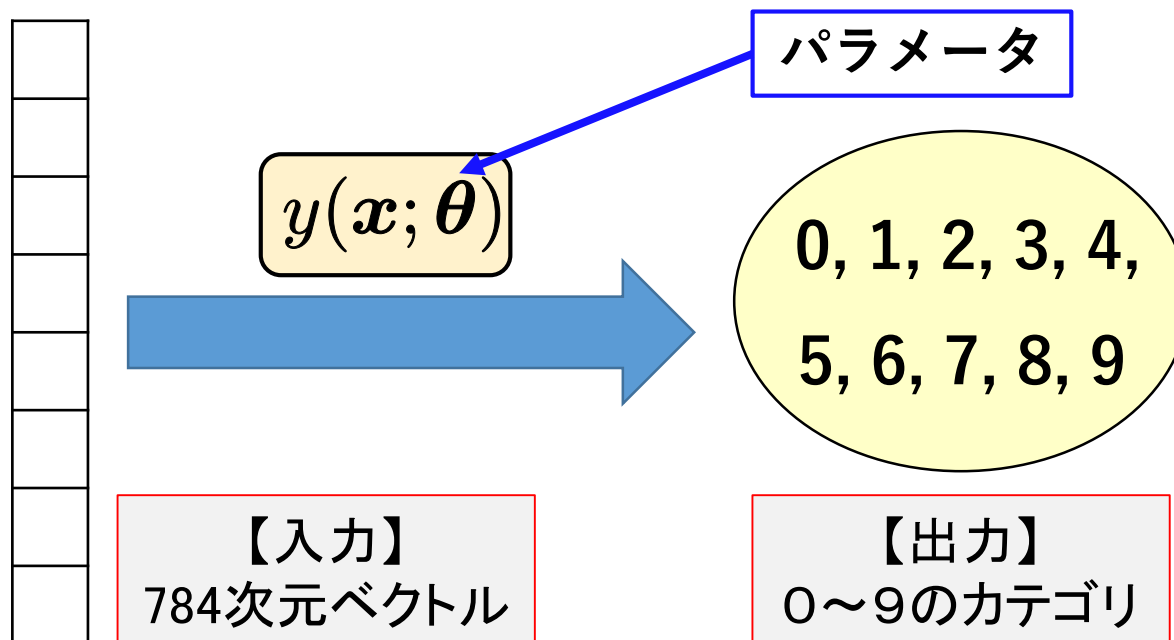 パラメータ
y(x; θ)
0, 1, 2, 3, 4,
5, 6, 7, 8, 9
【入力】
784次元ベクトル
【出力】
０～９のカテゴリ